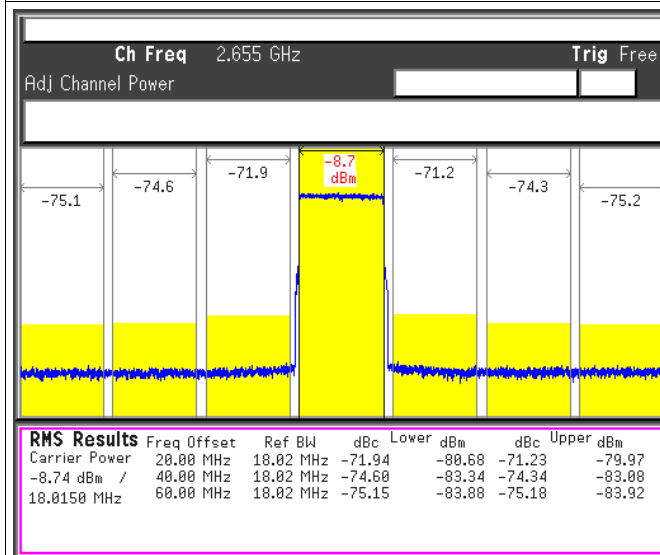 Ch Freq 2.655 GHz Trig Free
Adj Channel Power
-75.1 -74.6 -71.9 -8.7 dBm -71.2 -74.3 -75.2
RMS Results Freq Offset Ref BW dBc Lower dBm dBc Upper dBm
Carrier Power 20.00 MHz 18.02 MHz -71.94 -80.68 -71.23 -79.97
-8.74 dBm / 40.00 MHz 18.02 MHz -74.60 -83.34 -74.34 -83.08
18.0150 MHz 60.00 MHz 18.02 MHz -75.15 -83.88 -75.18 -83.92